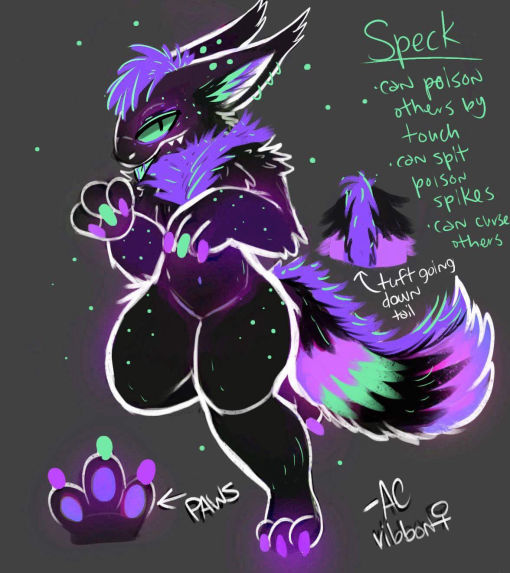 Speck
·can poison
others by
touch
·can spit
poison
spikes
·can curse
others
tuft going
down
tail
PAWS
-AC
ribbon♀